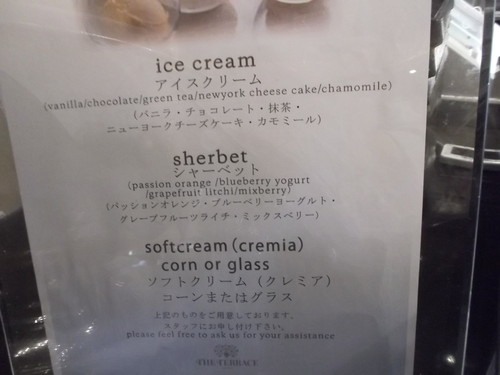 ice cream
アイスクリーム
(vanilla/chocolate/green tea/newyork cheese cake/chamomile)
(バニラ・チョコレート・抹茶・
ニューヨークチーズケーキ・カモミール)
sherbet
シャーベット
(passion orange /blueberry yogurt
/grapefruit litchi/mixberry)
(パッションオレンジ・ブルーベリーヨーグルト・
グレープフルーツライチ・ミックスベリー)
softcream (cremia)
corn or glass
ソフトクリーム (クレミア)
コーンまたはグラス
上記のものをご用意しております。
スタッフにお申し付け下さい。
please feel free to ask us for your assistance
THE TERRACE